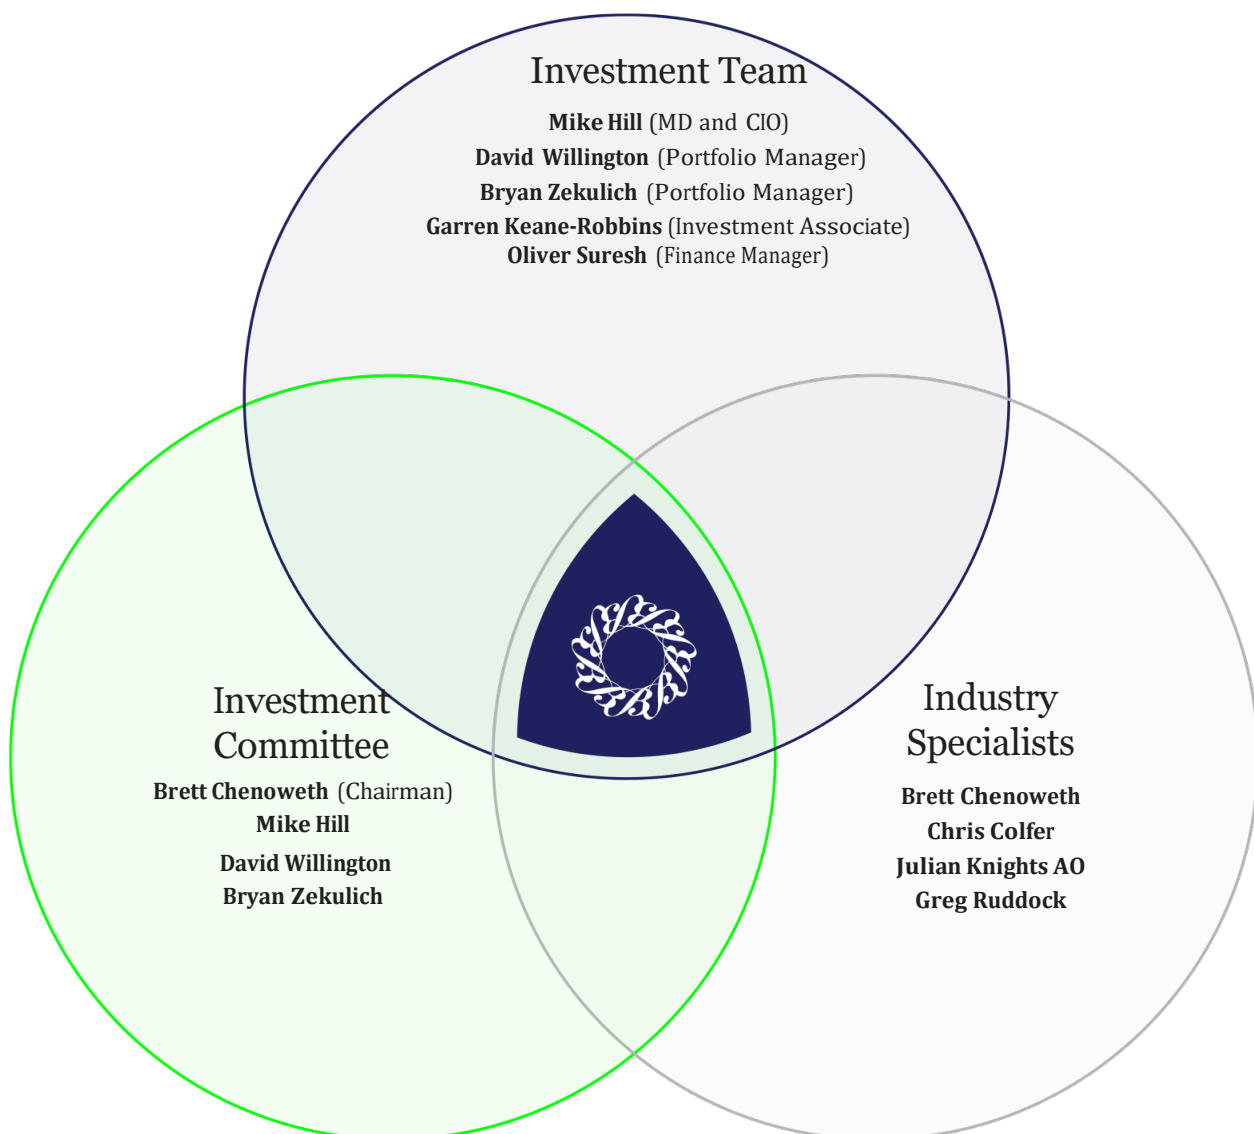 Investment Team
Mike Hill (MD and CIO)
David Willington (Portfolio Manager)
Bryan Zekulich (Portfolio Manager)
Garren Keane-Robbins (Investment Associate)
Oliver Suresh (Finance Manager)
Investment
Committee
Brett Chenoweth (Chairman)
Mike Hill
David Willington
Bryan Zekulich
Industry
Specialists
Brett Chenoweth
Chris Colfer
Julian Knights AO
Greg Ruddock